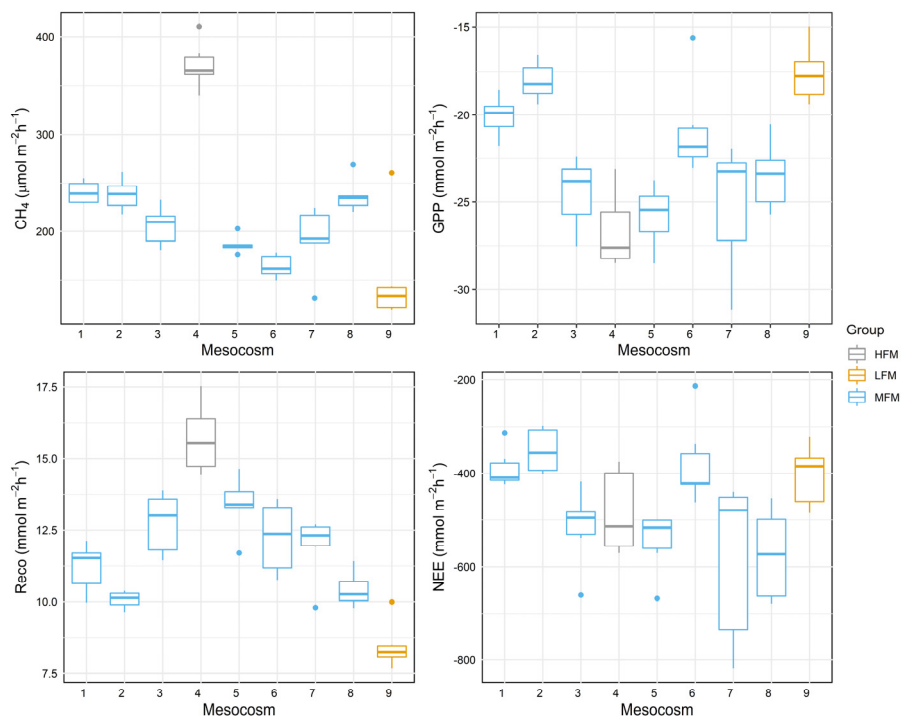 CH₄ (μmol m⁻²h⁻¹)
400
300
200
1 2 3 4 5 6 7 8 9
Mesocosm
GPP (mmol m⁻²h⁻¹)
-15
-20
-25
-30
1 2 3 4 5 6 7 8 9
Mesocosm
Group
HFM
LFM
MFM
Reco (mmol m⁻²h⁻¹)
17.5
15.0
12.5
10.0
7.5
1 2 3 4 5 6 7 8 9
Mesocosm
NEE (mmol m⁻²h⁻¹)
-200
-400
-600
-800
1 2 3 4 5 6 7 8 9
Mesocosm